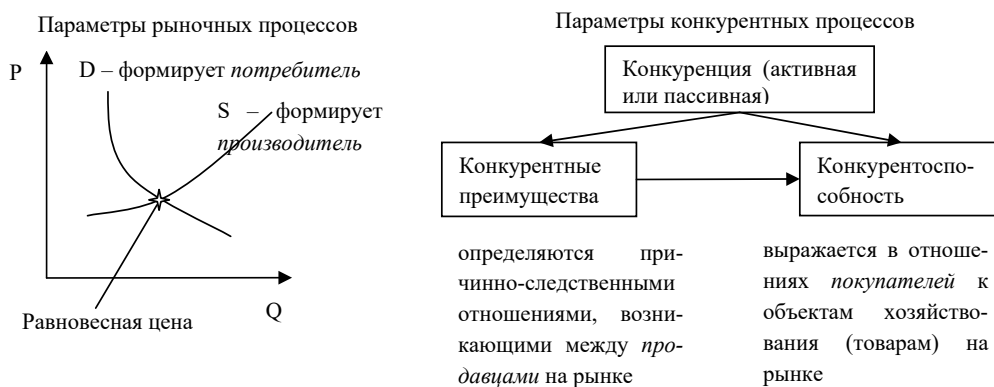 Параметры рыночных процессов
P
D – формирует потребитель
S – формирует
производитель
Q
Равновесная цена
Параметры конкурентных процессов
Конкуренция (активная
или пассивная)
Конкурентные
преимущества
Конкурентоспо-
собность
определяются при-
чинно-следственными
отношениями, возни-
кающими между про-
давцами на рынке
выражается в отноше-
ниях покупателей к
объектам хозяйство-
вания (товарам) на
рынке